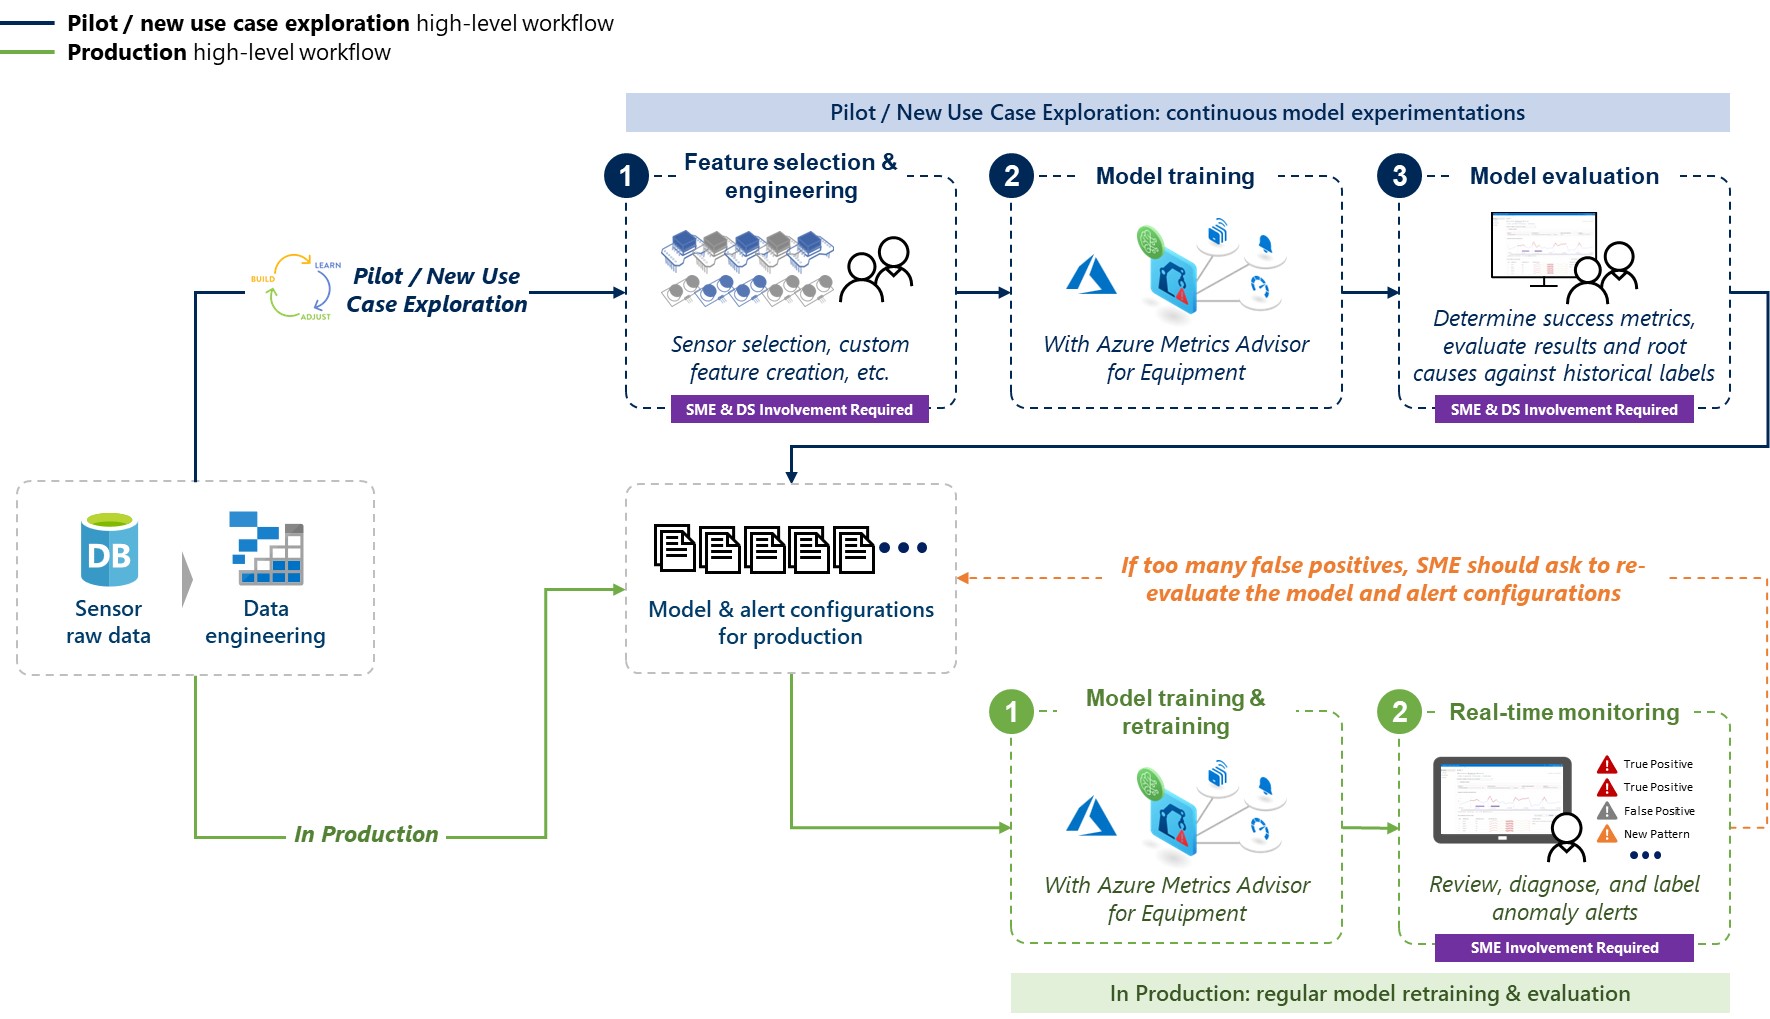 Pilot / new use case exploration high-level workflow
Production high-level workflow
Pilot / New Use Case Exploration: continuous model experimentations
1
Feature selection &
engineering
Sensor selection, custom
feature creation, etc.
SME & DS Involvement Required
2
Model training
With Azure Metrics Advisor
for Equipment
3
Model evaluation
Determine success metrics,
evaluate results and root
causes against historical labels
SME & DS Involvement Required
BUILD
LEARN
ADJUST
Pilot / New Use
Case Exploration
DB
Sensor
raw data
Data
engineering
Model & alert configurations
for production
If too many false positives, SME should ask to re-
evaluate the model and alert configurations
In Production
1
Model training &
retraining
With Azure Metrics Advisor
for Equipment
2
Real-time monitoring
True Positive
True Positive
False Positive
New Pattern
Review, diagnose, and label
anomaly alerts
SME Involvement Required
In Production: regular model retraining & evaluation